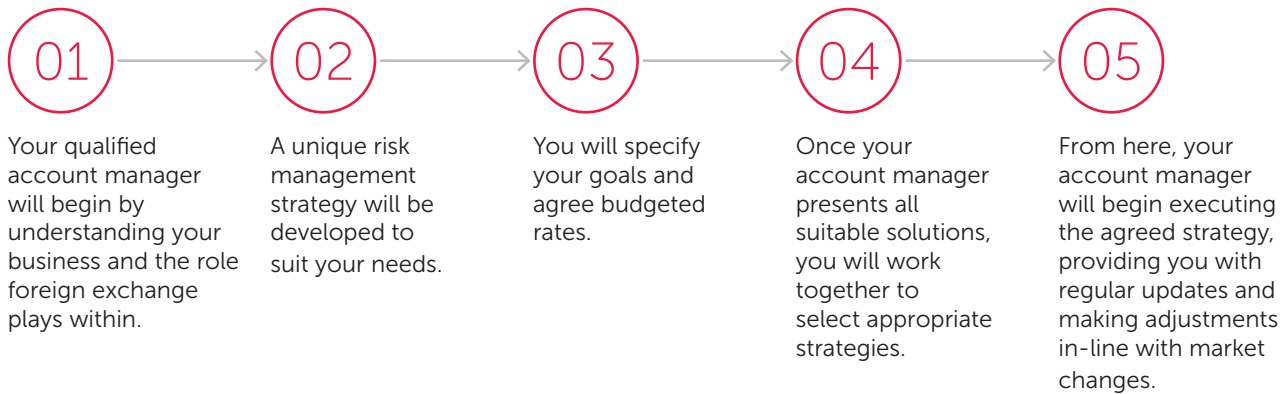 01
Your qualified
account manager
will begin by
understanding your
business and the role
foreign exchange
plays within.
02
A unique risk
management
strategy will be
developed to
suit your needs.
03
You will specify
your goals and
agree budgeted
rates.
04
Once your
account manager
presents all
suitable solutions,
you will work
together to
select appropriate
strategies.
05
From here, your
account manager
will begin executing
the agreed strategy,
providing you with
regular updates and
making adjustments
in-line with market
changes.